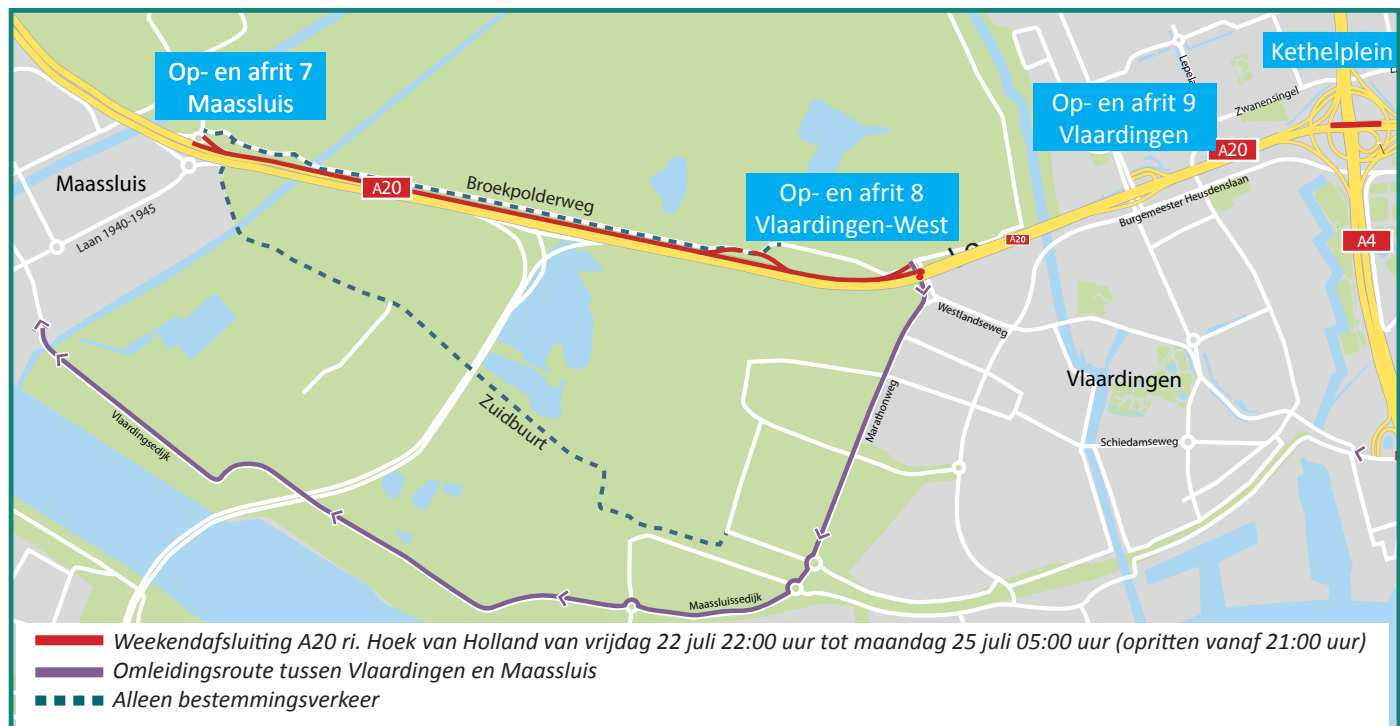 Op- en afrit 7
Maassluis
Kethelplein
Lepela
Zwanensingel
Op- en afrit 9
Vlaardingen
A20
Maassluis
A20
Broekpolderweg
Op- en afrit 8
Vlaardingen-West
Burgemeester Heusdenslaan
Laan 1940-1945
A20
A4
Westlandseweg
Vlaardingen
Marathonweg
Zuidbuurt
Vlaardingsedijk
Schiedamseweg
Maassluissedijk
Weekendafsluiting A20 ri. Hoek van Holland van vrijdag 22 juli 22:00 uur tot maandag 25 juli 05:00 uur (opritten vanaf 21:00 uur)
Omleidingsroute tussen Vlaardingen en Maassluis
Alleen bestemmingsverkeer